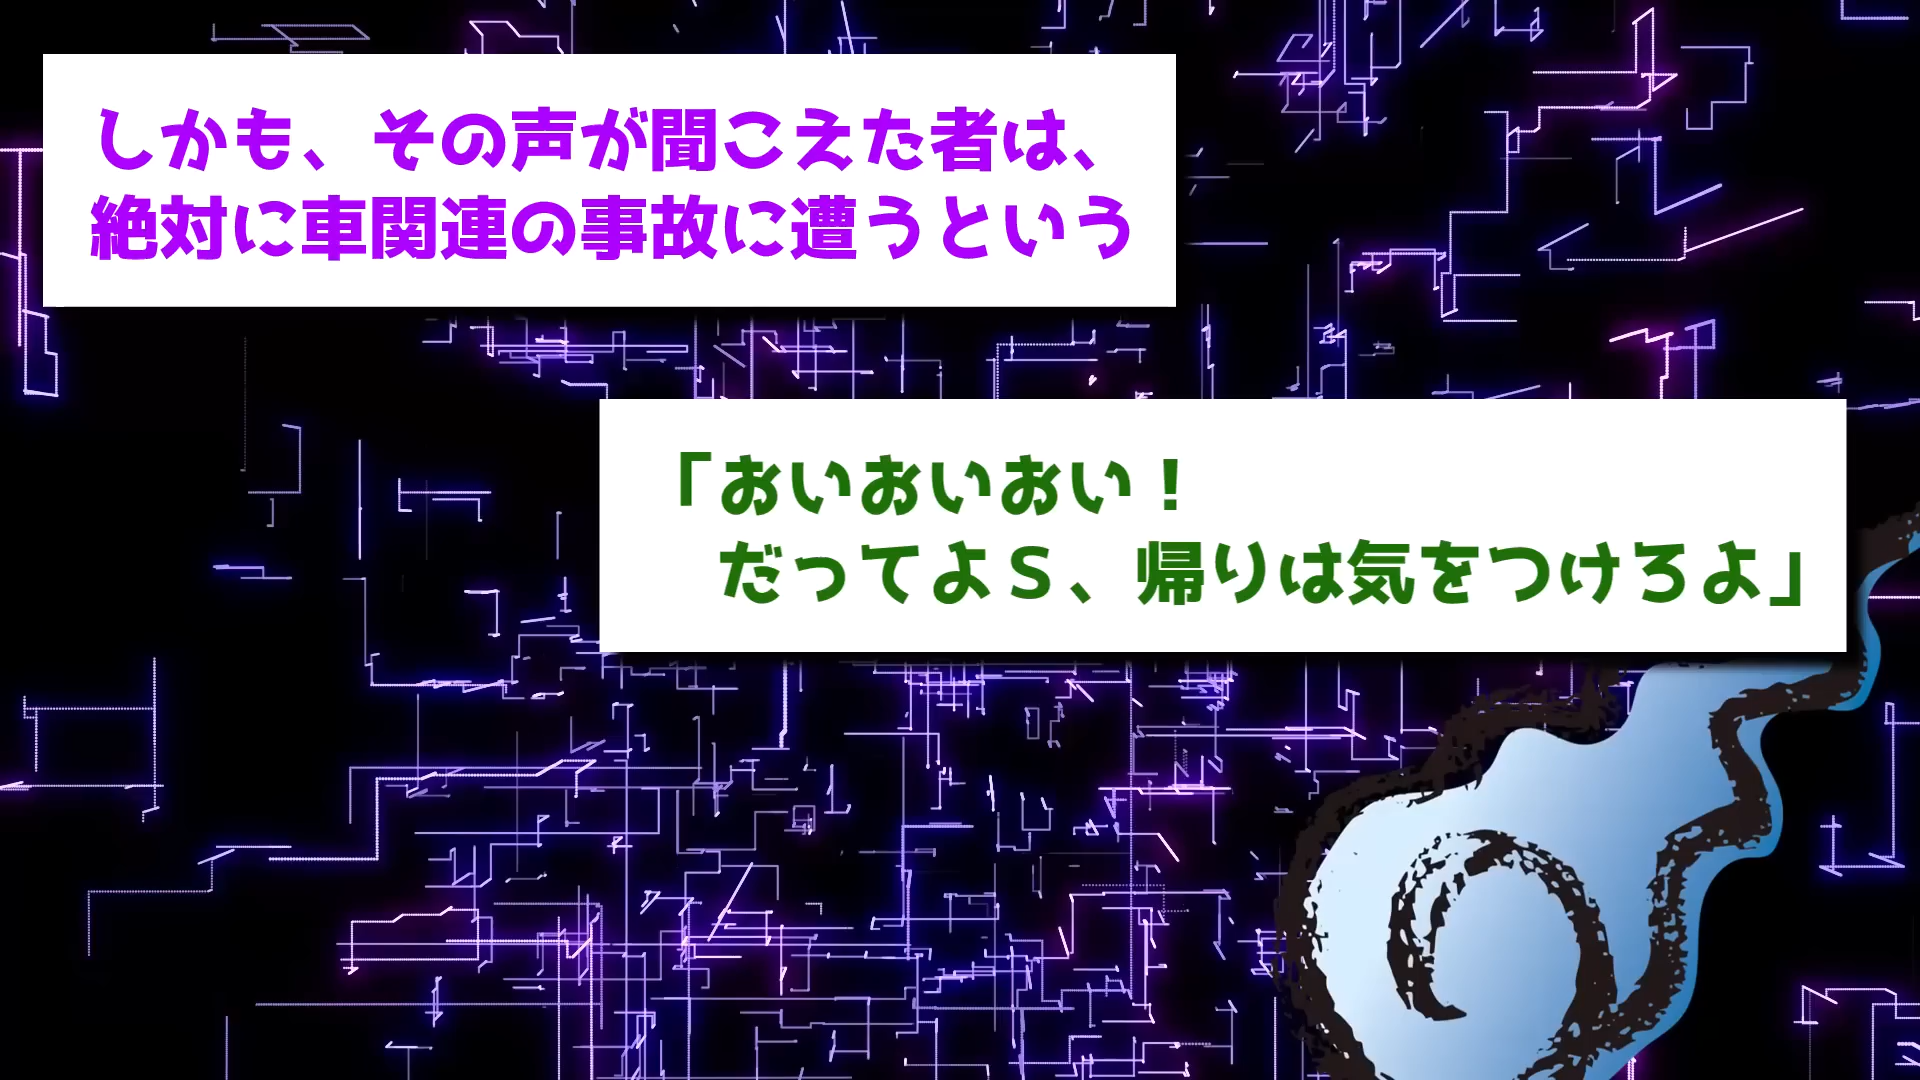 しかも、その声が聞こえた者は、
絶対に車関連の事故に遭うという
「おいおいおい！
だってよＳ、帰りは気をつけろよ」